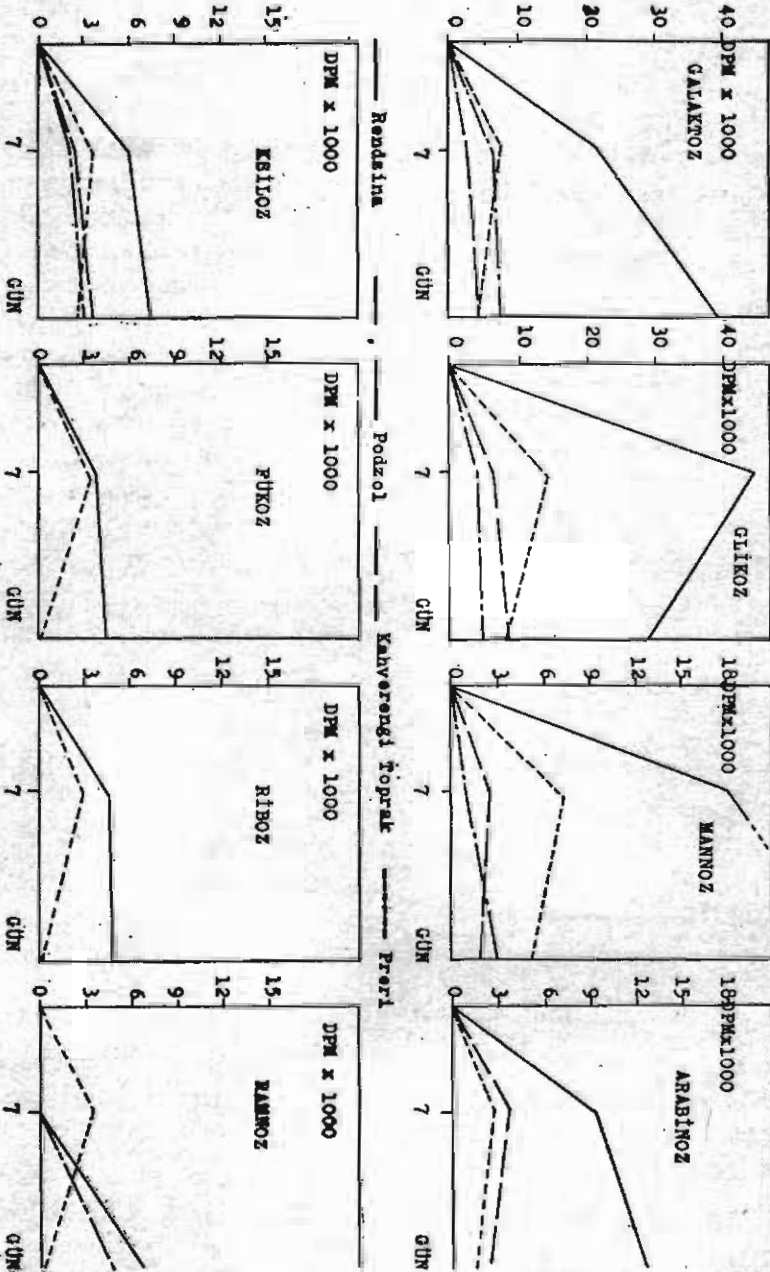 40 DPM x 1000
GALAKTOZ
30
20
10
0
7
GÜN
40 DPMx1000
GLİKOZ
30
20
10
0
7
GÜN
18DPMx1000
15
MANNOZ
12
9
6
3
0
7
GÜN
18DPMx1000
15
ARABİNOZ
12
9
6
3
0
7
GÜN
Rendsina Podzol Kahverengi Toprak Preri
DPM x 1000
15
KSİLOZ
12
9
6
3
0
7
GÜN
DPM x 1000
15
FÜKOZ
12
9
6
3
0
7
GÜN
DPM x 1000
15
RİBOZ
12
9
6
3
0
7
GÜN
DPM x 1000
15
RAMNOZ
12
9
6
3
0
7
GÜN